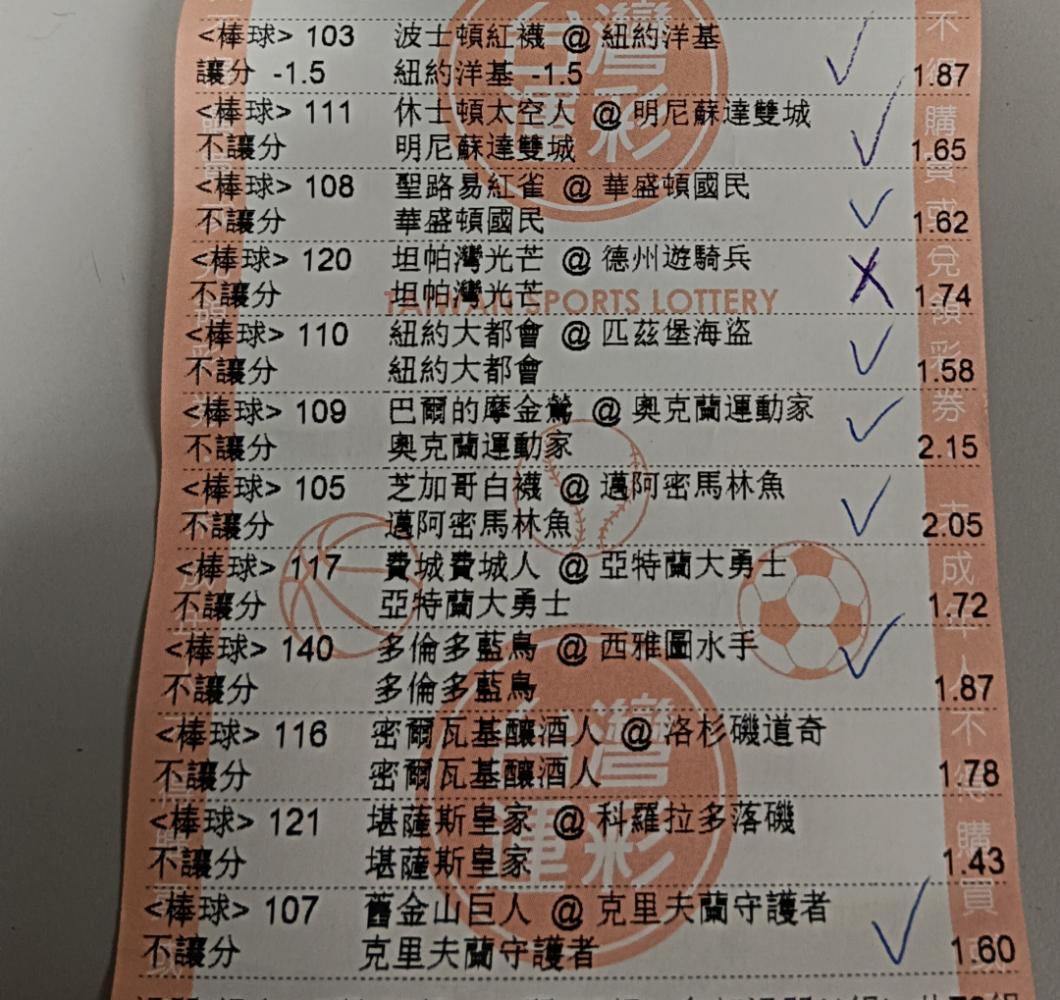 <棒球> 103 波士頓紅襪 @ 紐約洋基
讓分 -1.5 紐約洋基 -1.5 1.87
<棒球> 111 休士頓太空人 @ 明尼蘇達雙城
不讓分 明尼蘇達雙城 1.65
<棒球> 108 聖路易紅雀 @ 華盛頓國民
不讓分 華盛頓國民 1.62
<棒球> 120 坦帕灣光芒 @ 德州遊騎兵
不讓分 坦帕灣光芒 1.74
TAIWAN SPORTS LOTTERY
<棒球> 110 紐約大都會 @ 匹茲堡海盜
不讓分 紐約大都會 1.58
<棒球> 109 巴爾的摩金鶯 @ 奧克蘭運動家
不讓分 奧克蘭運動家 2.15
<棒球> 105 芝加哥白襪 @ 邁阿密馬林魚
不讓分 邁阿密馬林魚 2.05
<棒球> 117 費城費城人 @ 亞特蘭大勇士
不讓分 亞特蘭大勇士 1.72
<棒球> 140 多倫多藍鳥 @ 西雅圖水手
不讓分 多倫多藍鳥 1.87
<棒球> 116 密爾瓦基釀酒人 @ 洛杉磯道奇
不讓分 密爾瓦基釀酒人 1.78
<棒球> 121 堪薩斯皇家 @ 科羅拉多落磯
不讓分 堪薩斯皇家 1.43
<棒球> 107 舊金山巨人 @ 克里夫蘭守護者
不讓分 克里夫蘭守護者 1.60
台灣
運彩
台灣
運彩